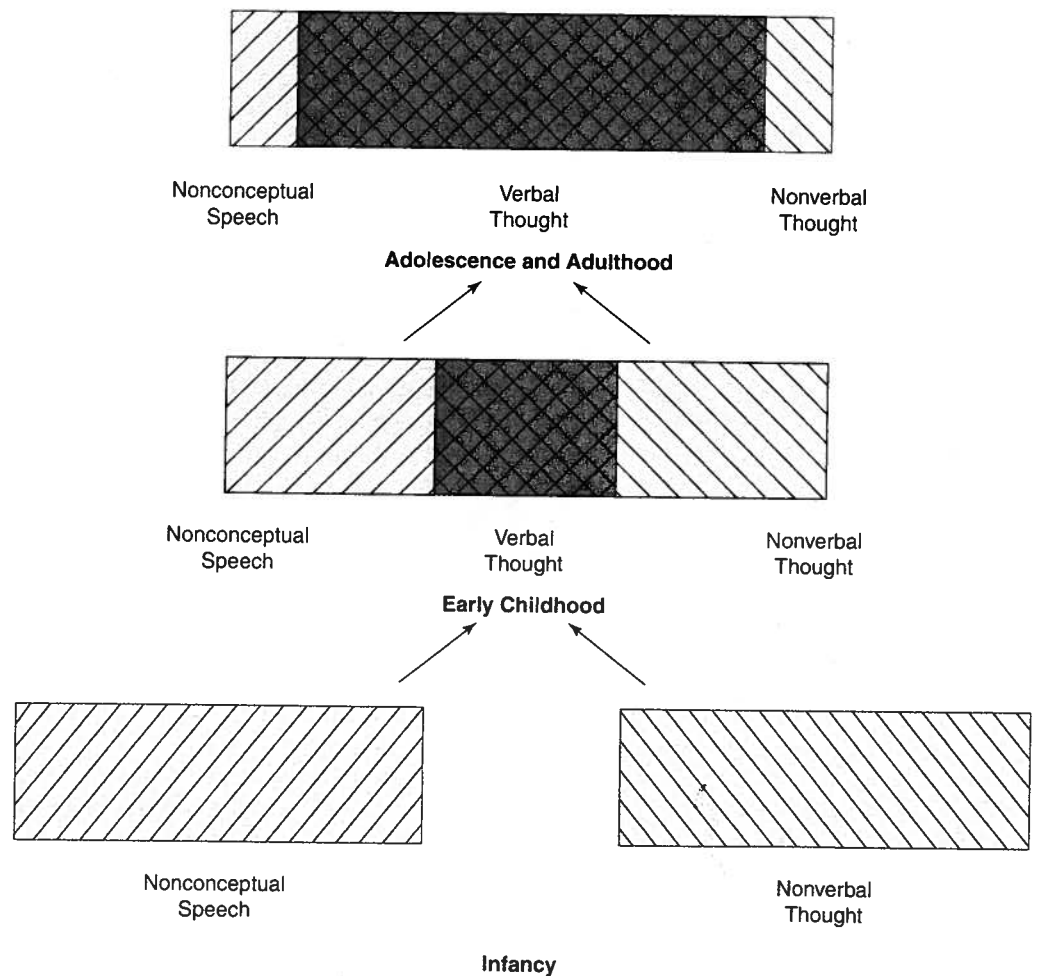 Nonconceptual
Speech
Verbal
Thought
Nonverbal
Thought
Adolescence and Adulthood
Nonconceptual
Speech
Verbal
Thought
Nonverbal
Thought
Early Childhood
Nonconceptual
Speech
Nonverbal
Thought
Infancy